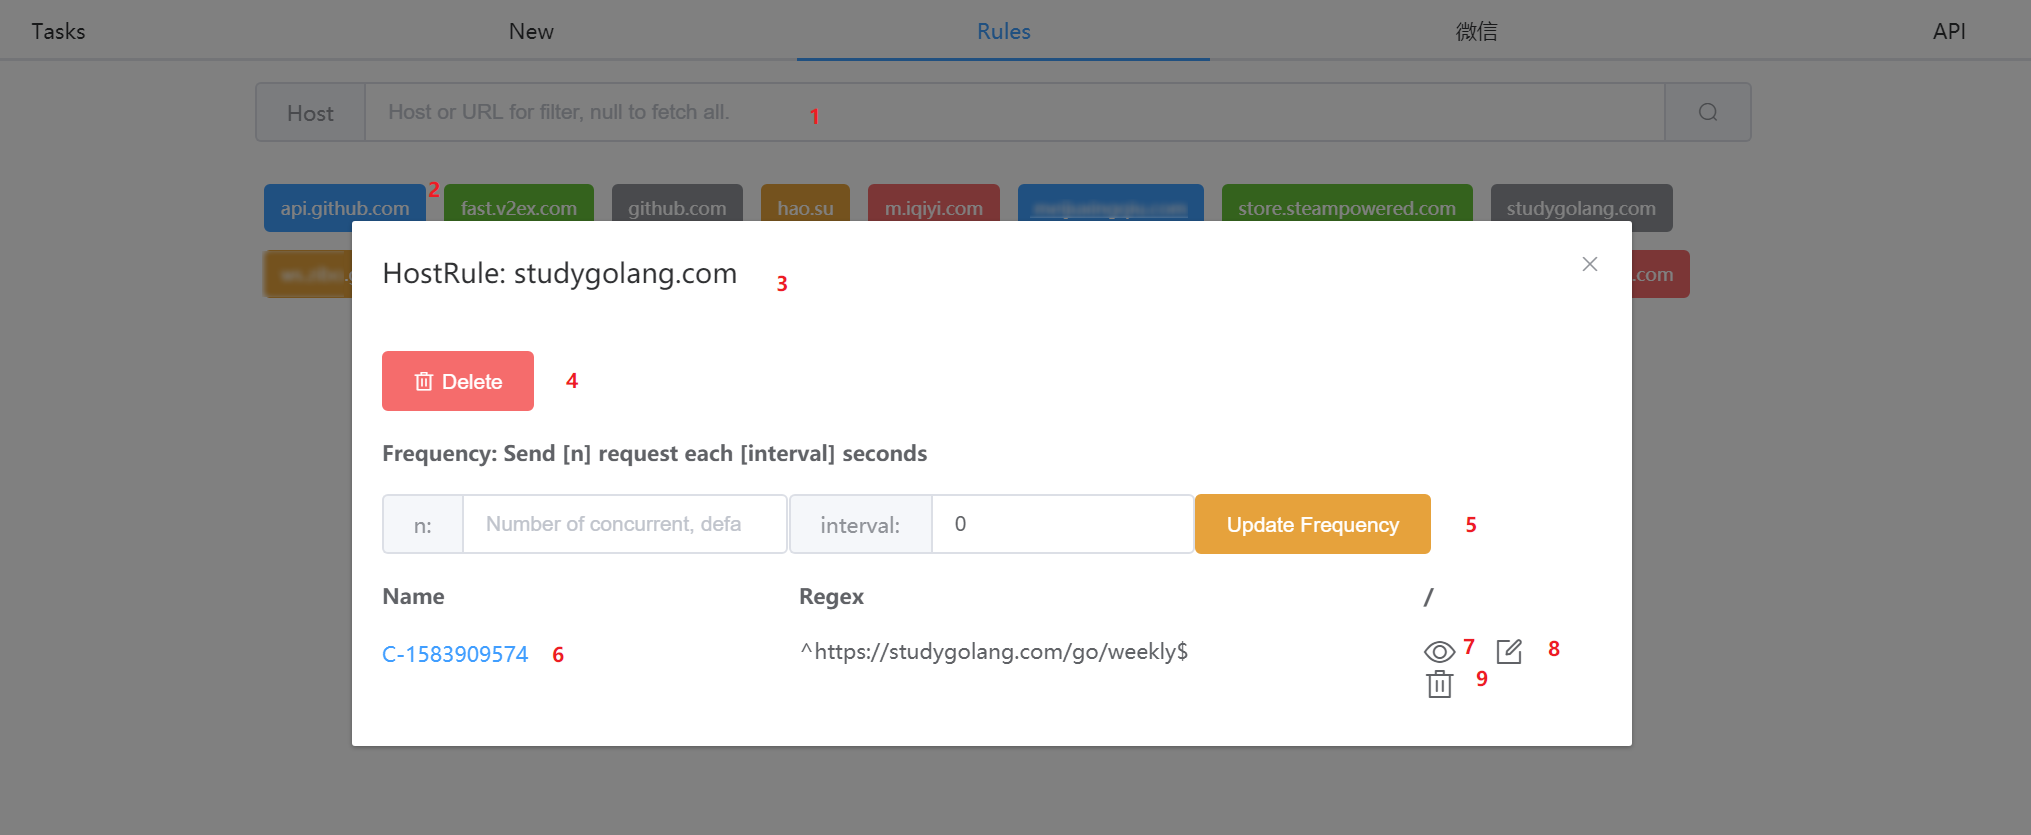 Tasks New Rules 微信 API
Host Host or URL for filter, null to fetch all. 1
api.github.com 2 fast.v2ex.com github.com hao.su m.iqiyi.com store.steampowered.com studygolang.com
.com
HostRule: studygolang.com 3
Delete 4
Frequency: Send [n] request each [interval] seconds
n: Number of concurrent, defa interval: 0 Update Frequency 5
Name Regex /
C-1583909574 6 ^https://studygolang.com/go/weekly$ 7 8
9